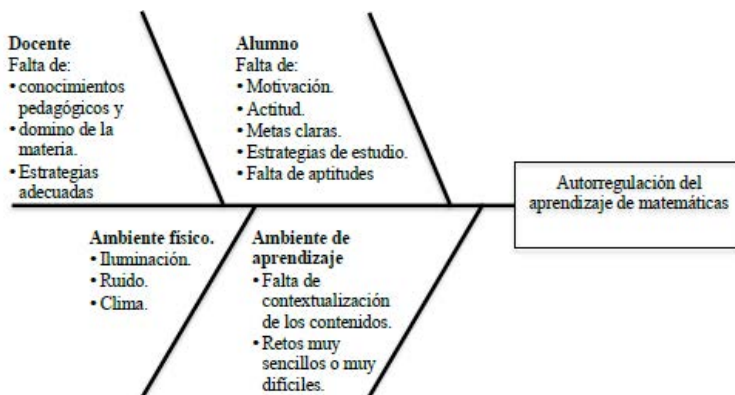 Docente
Falta de:
• conocimientos
pedagógicos y
• domino de la
materia.
• Estrategias
adecuadas
Alumno
Falta de:
• Motivación.
• Actitud.
• Metas claras.
• Estrategias de estudio.
• Falta de aptitudes
Autorregulación del
aprendizaje de matemáticas
Ambiente físico.
• Iluminación.
• Ruido.
• Clima.
Ambiente de
aprendizaje
• Falta de
contextualización
de los contenidos.
• Retos muy
sencillos o muy
difíciles.